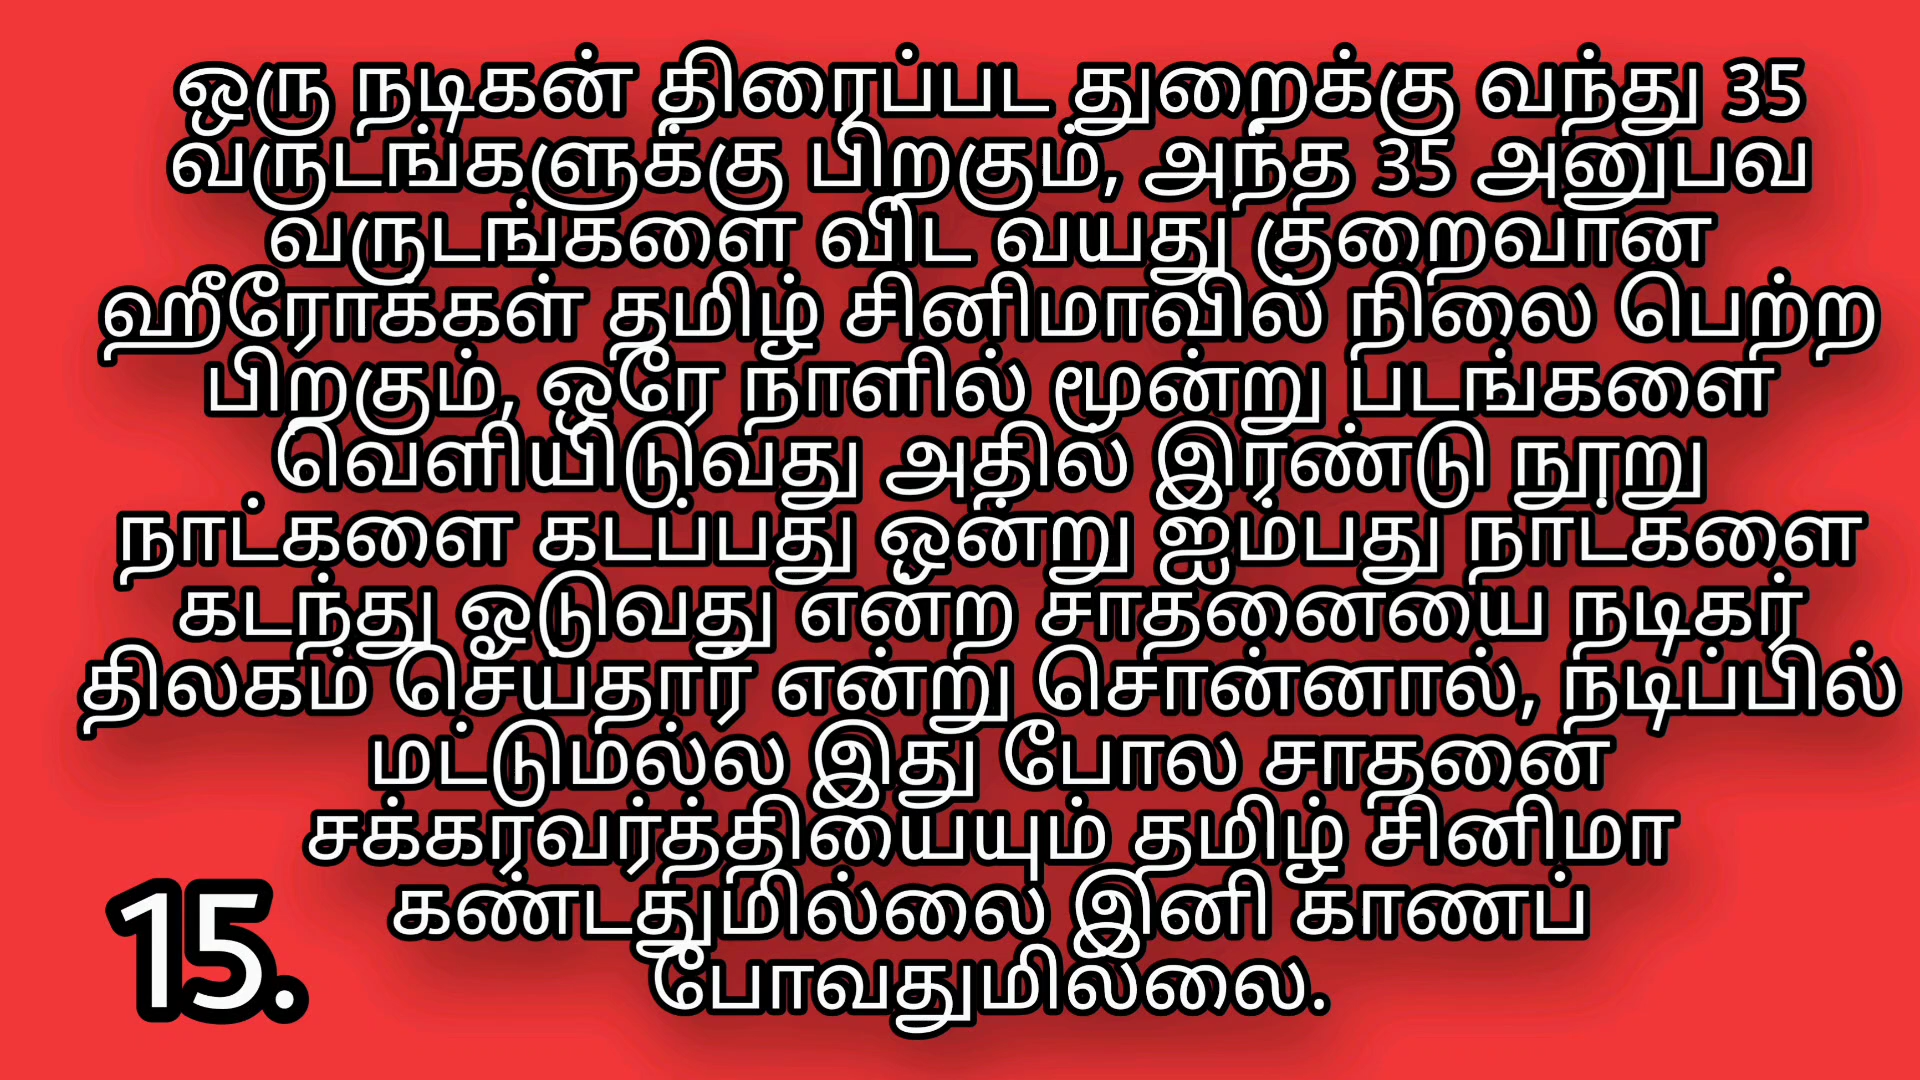 ஒரு நடிகன் திரைப்பட துறைக்கு வந்து 35
வருடங்களுக்கு பிறகும், அந்த 35 அனுபவ
வருடங்களை விட வயது குறைவான
ஹீரோக்கள் தமிழ் சினிமாவில் நிலை பெற்ற
பிறகும், ஒரே நாளில் மூன்று படங்களை
வெளியிடுவது அதில் இரண்டு நூறு
நாட்களை கடப்பது ஒன்று ஐம்பது நாட்களை
கடந்து ஓடுவது என்ற சாதனையை நடிகர்
திலகம் செய்தார் என்று சொன்னால், நடிப்பில்
மட்டுமல்ல இது போல சாதனை
சக்கரவர்த்தியையும் தமிழ் சினிமா
கண்டதுமில்லை இனி காணப்
போவதுமில்லை.
15.